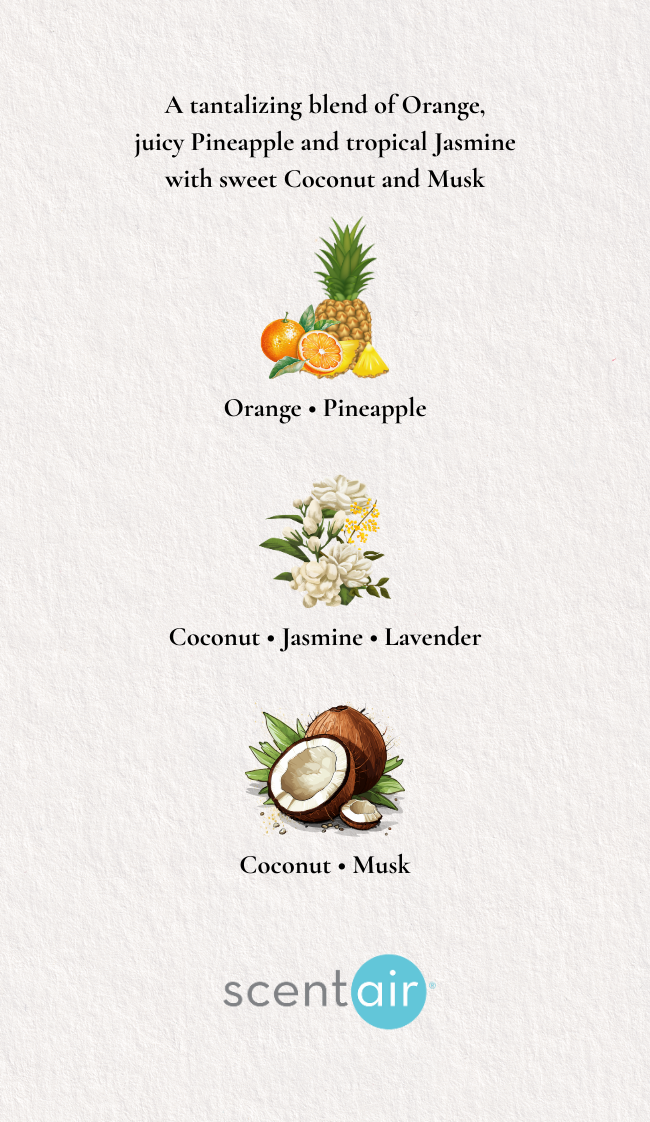 A tantalizing blend of Orange,
juicy Pineapple and tropical Jasmine
with sweet Coconut and Musk
Orange • Pineapple
Coconut • Jasmine • Lavender
Coconut • Musk
scentair®